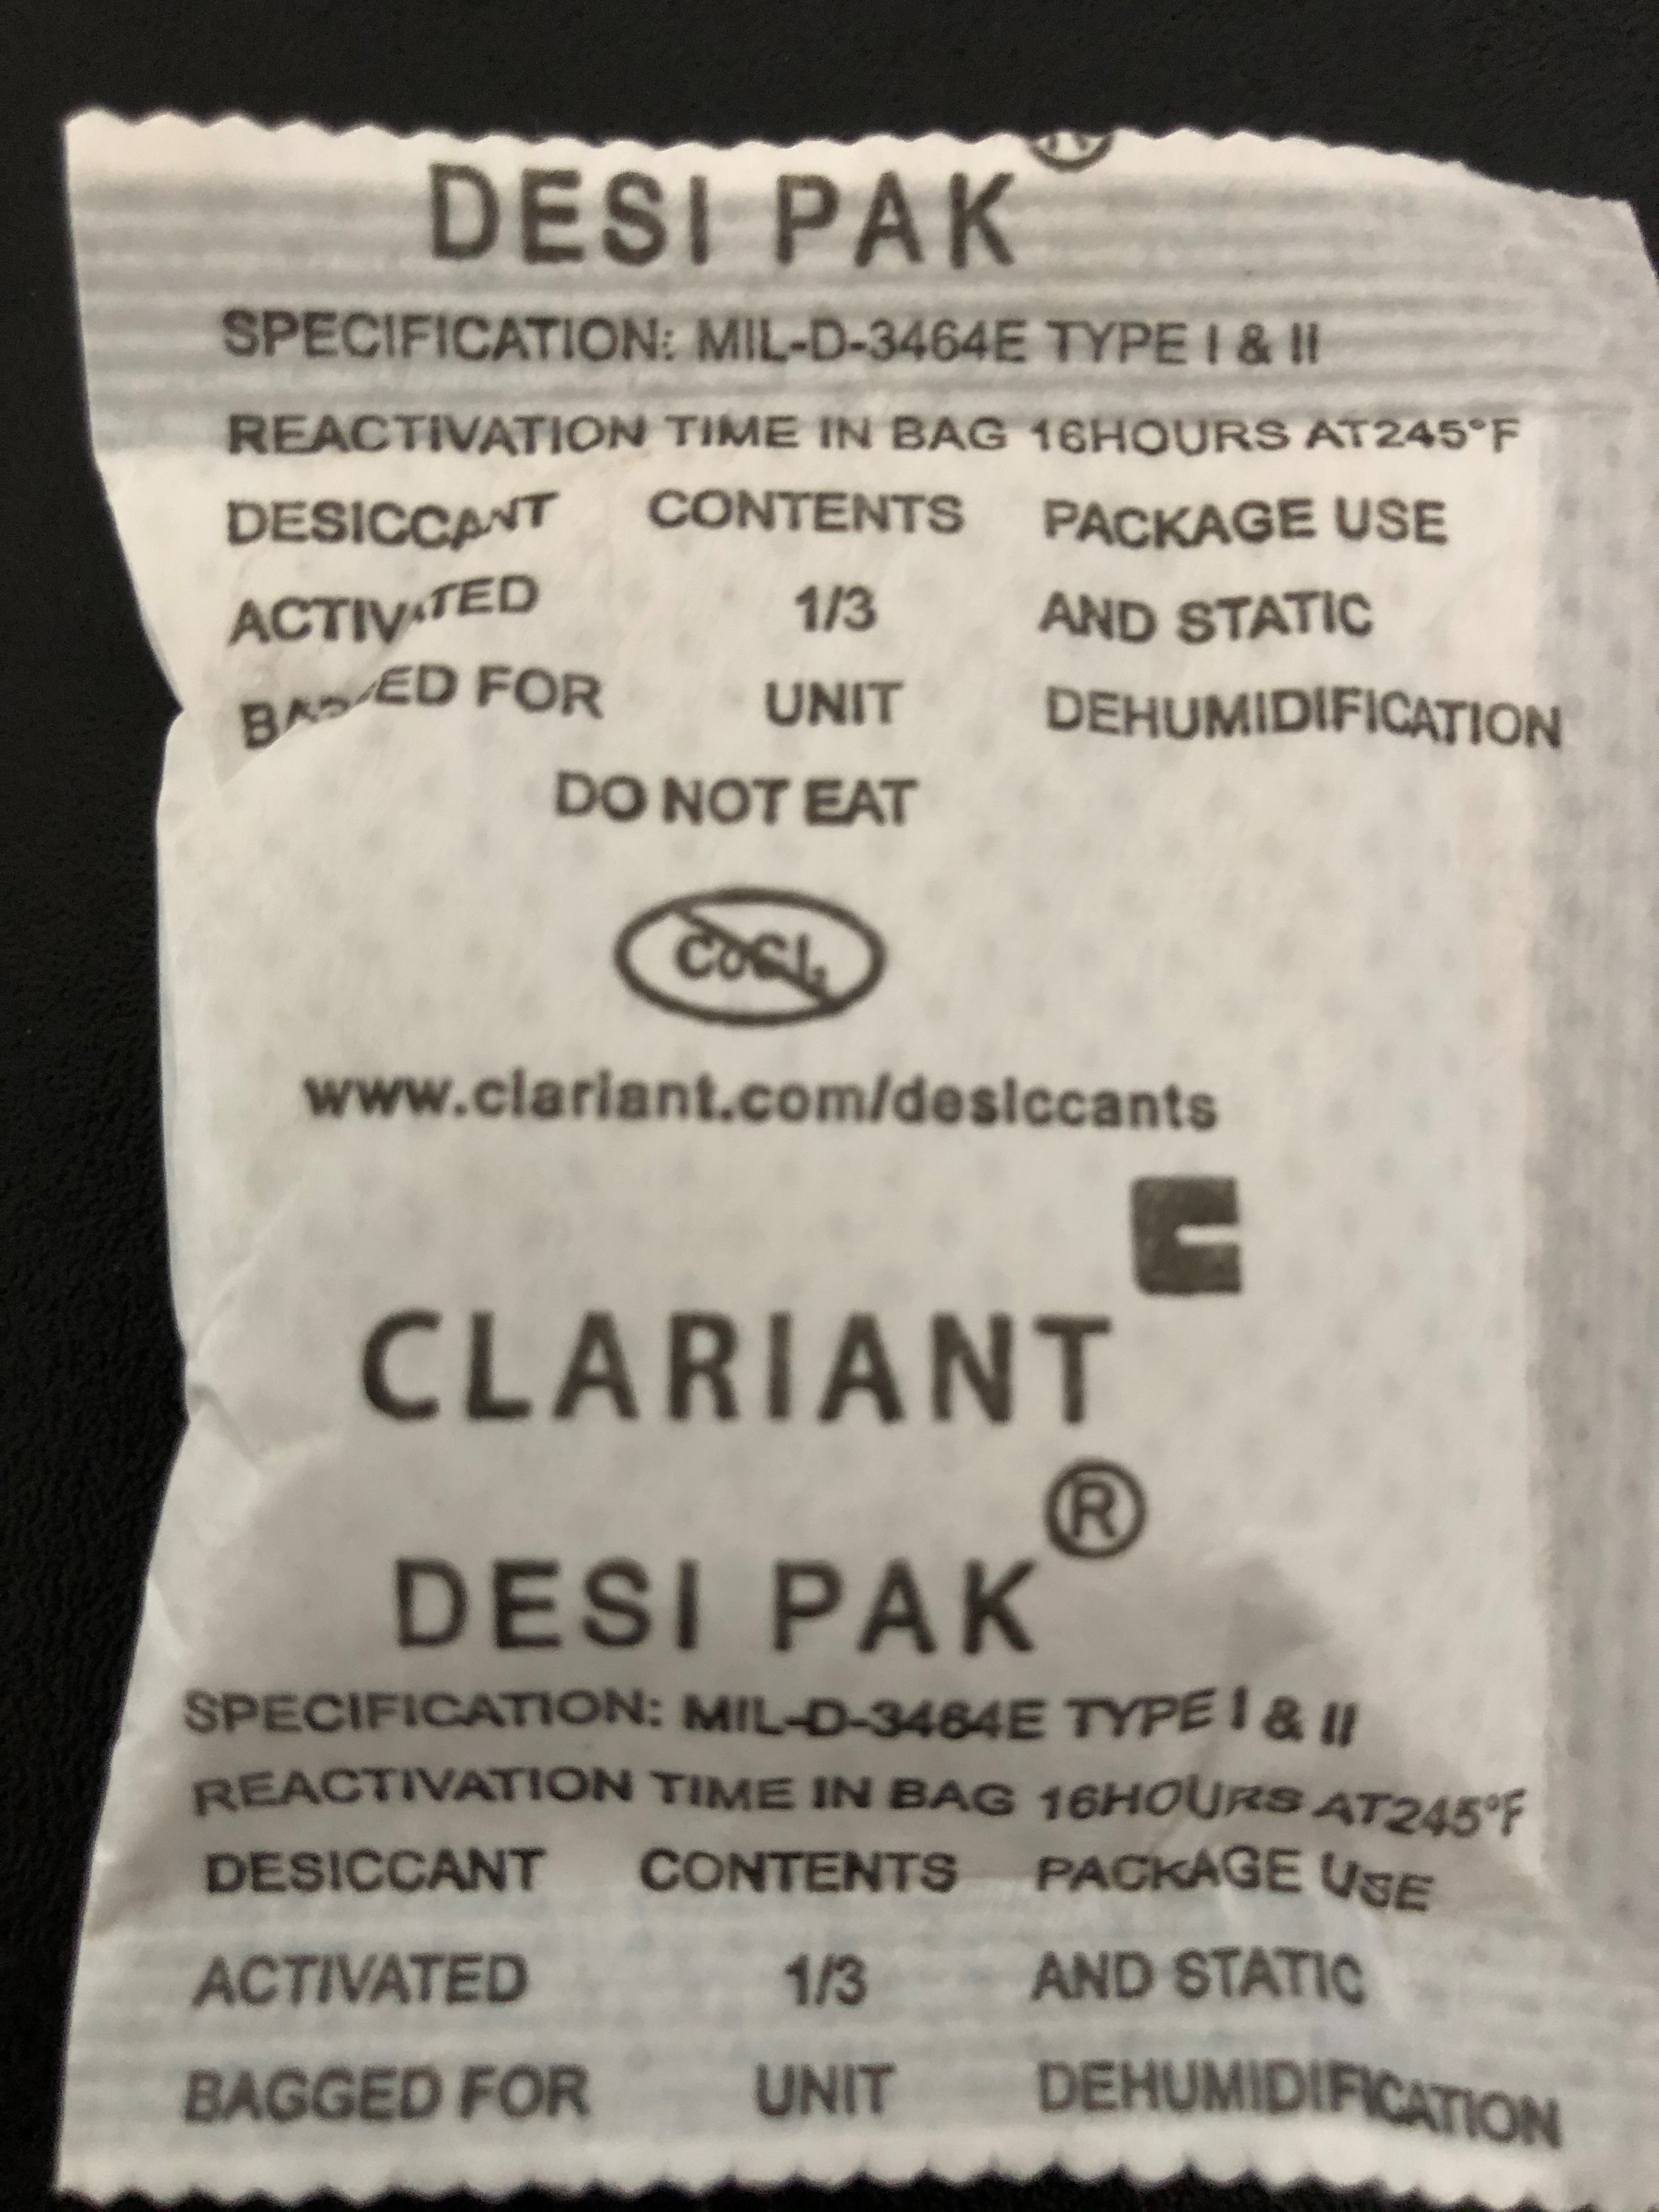 DESI PAK®
SPECIFICATION: MIL-D-3464E TYPE I & II
REACTIVATION TIME IN BAG 16HOURS AT245°F
DESICCANT CONTENTS PACKAGE USE
ACTIVATED 1/3 AND STATIC
BAGGED FOR UNIT DEHUMIDIFICATION
DO NOT EAT
CoCl₂
www.clariant.com/desiccants
CLARIANT
DESI PAK®
SPECIFICATION: MIL-D-3464E TYPE I & II
REACTIVATION TIME IN BAG 16HOURS AT245°F
DESICCANT CONTENTS PACKAGE USE
ACTIVATED 1/3 AND STATIC
BAGGED FOR UNIT DEHUMIDIFICATION